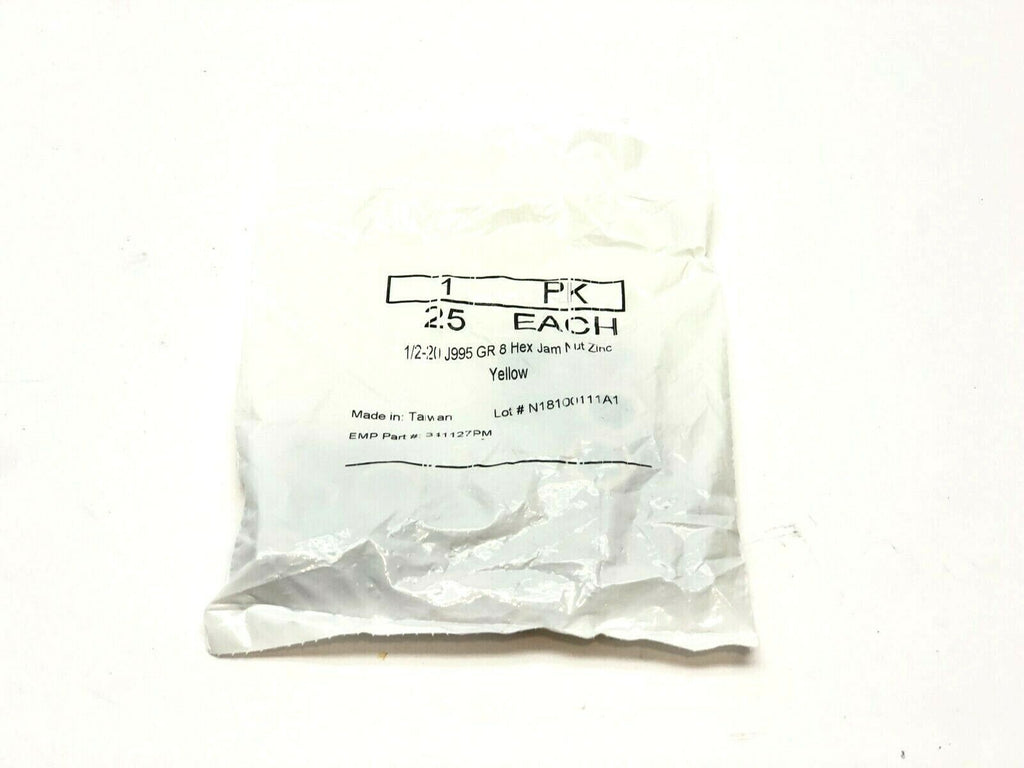 1 PK
25 EACH
1/2-20 J995 GR 8 Hex Jam Nut Zinc
Yellow
Made in: Taiwan Lot # N18100111A1
EMP Part #: